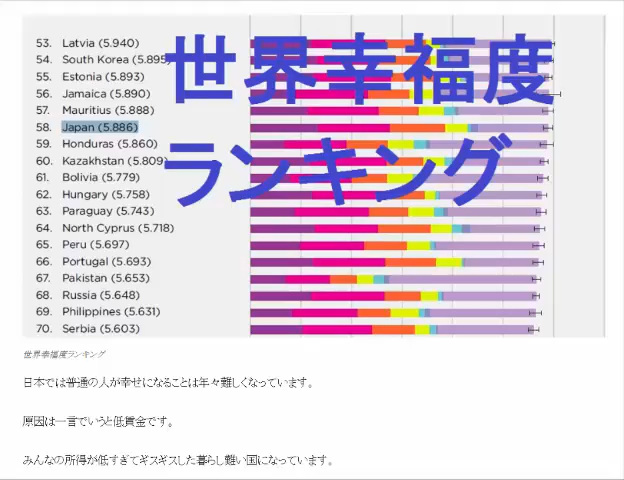 世界幸福度
ランキング
53. Latvia (5.940)
54. South Korea (5.895)
55. Estonia (5.893)
56. Jamaica (5.890)
57. Mauritius (5.888)
58. Japan (5.886)
59. Honduras (5.860)
60. Kazakhstan (5.809)
61. Bolivia (5.779)
62. Hungary (5.758)
63. Paraguay (5.743)
64. North Cyprus (5.718)
65. Peru (5.697)
66. Portugal (5.693)
67. Pakistan (5.653)
68. Russia (5.648)
69. Philippines (5.631)
70. Serbia (5.603)
世界幸福度ランキング
日本では普通の人が幸せになることは年々難しくなっています。
原因は一言でいうと低賃金です。
みんなの所得が低すぎてギスギスした暮らし難い国になっています。